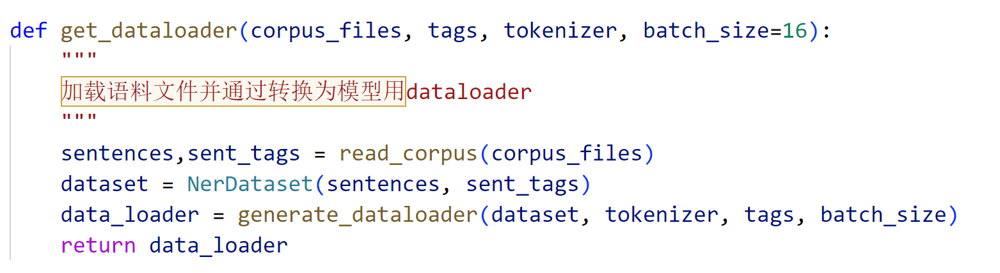 def get_dataloader(corpus_files, tags, tokenizer, batch_size=16):
"""
加载语料文件并通过转换为模型用dataloader
"""
sentences,sent_tags = read_corpus(corpus_files)
dataset = NerDataset(sentences, sent_tags)
data_loader = generate_dataloader(dataset, tokenizer, tags, batch_size)
return data_loader